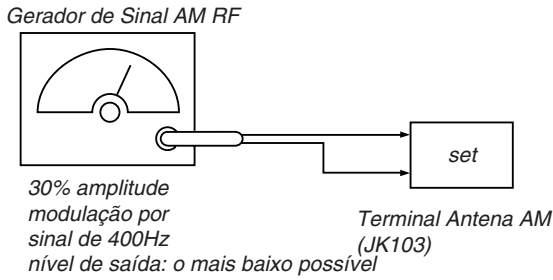 Gerador de Sinal AM RF
set
30% amplitude
modulação por
sinal de 400Hz
nível de saída: o mais baixo possível
Terminal Antena AM
(JK103)